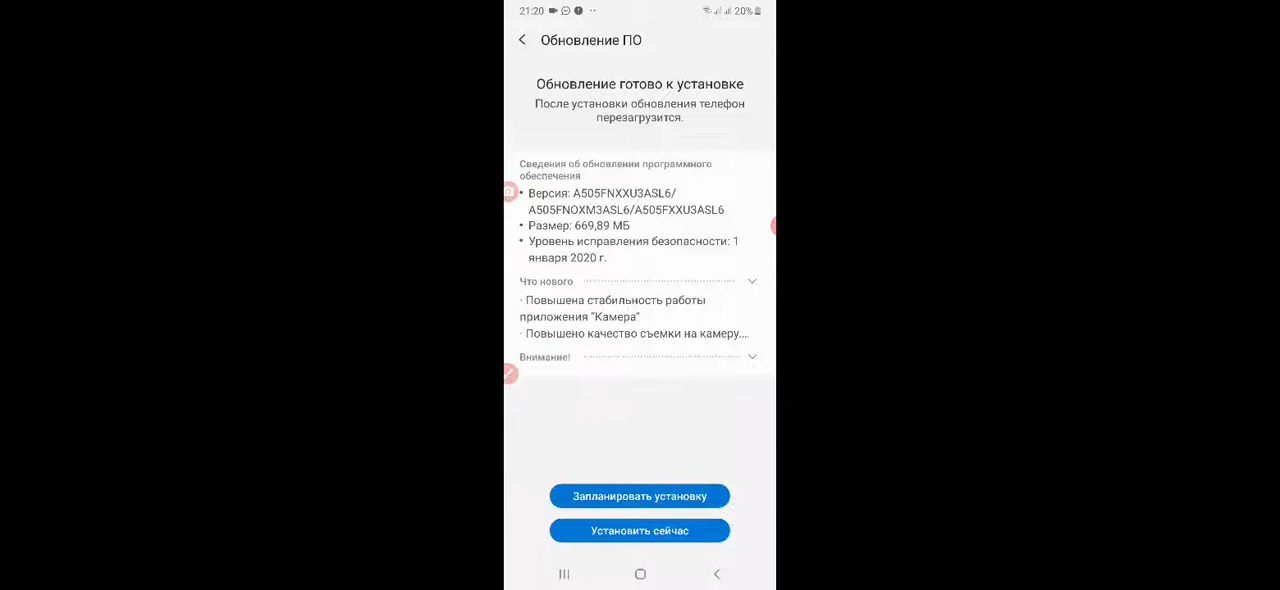 21:20 20%
Обновление ПО
Обновление готово к установке
После установки обновления телефон
перезагрузится.
Сведения об обновлении программного
обеспечения
• Версия: A505FNXXU3ASL6/
A505FNOXM3ASL6/A505FXXU3ASL6
• Размер: 669,89 МБ
• Уровень исправления безопасности: 1
января 2020 г.
Что нового
· Повышена стабильность работы
приложения "Камера"
· Повышено качество съемки на камеру....
Внимание!
Запланировать установку
Установить сейчас